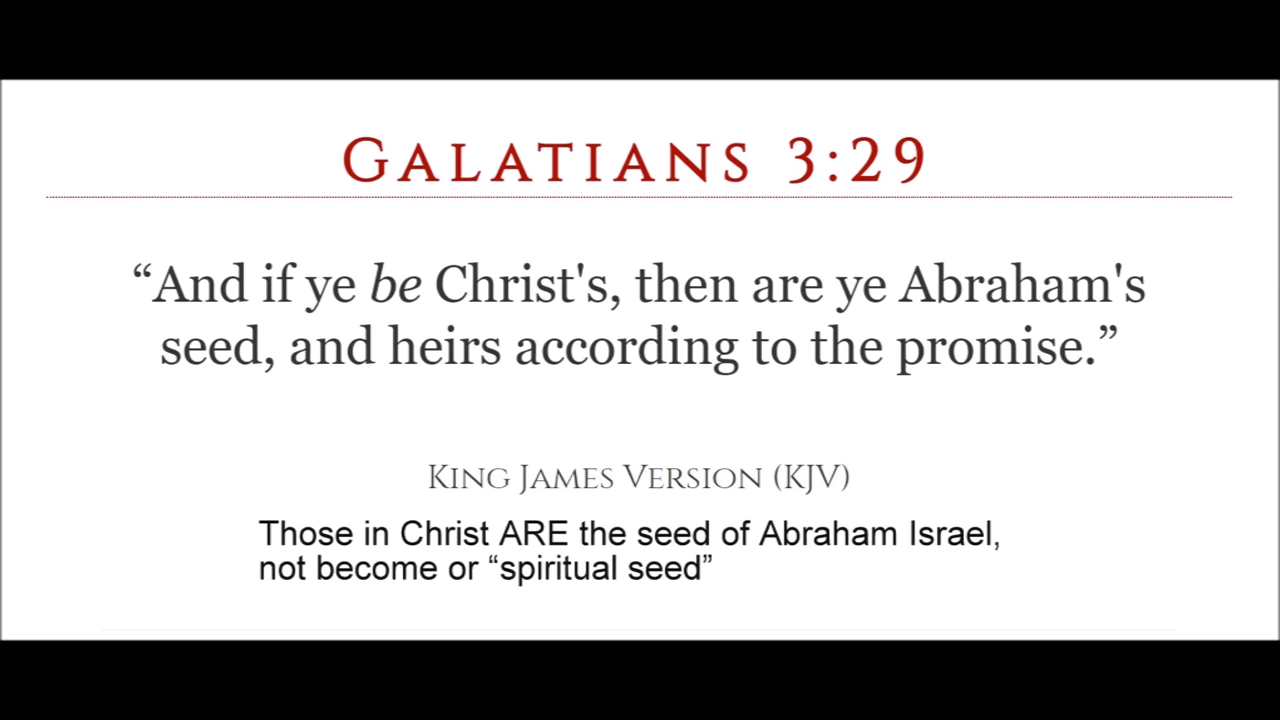 GALATIANS 3:29
“And if ye be Christ's, then are ye Abraham's
seed, and heirs according to the promise.”
KING JAMES VERSION (KJV)
Those in Christ ARE the seed of Abraham Israel,
not become or “spiritual seed”